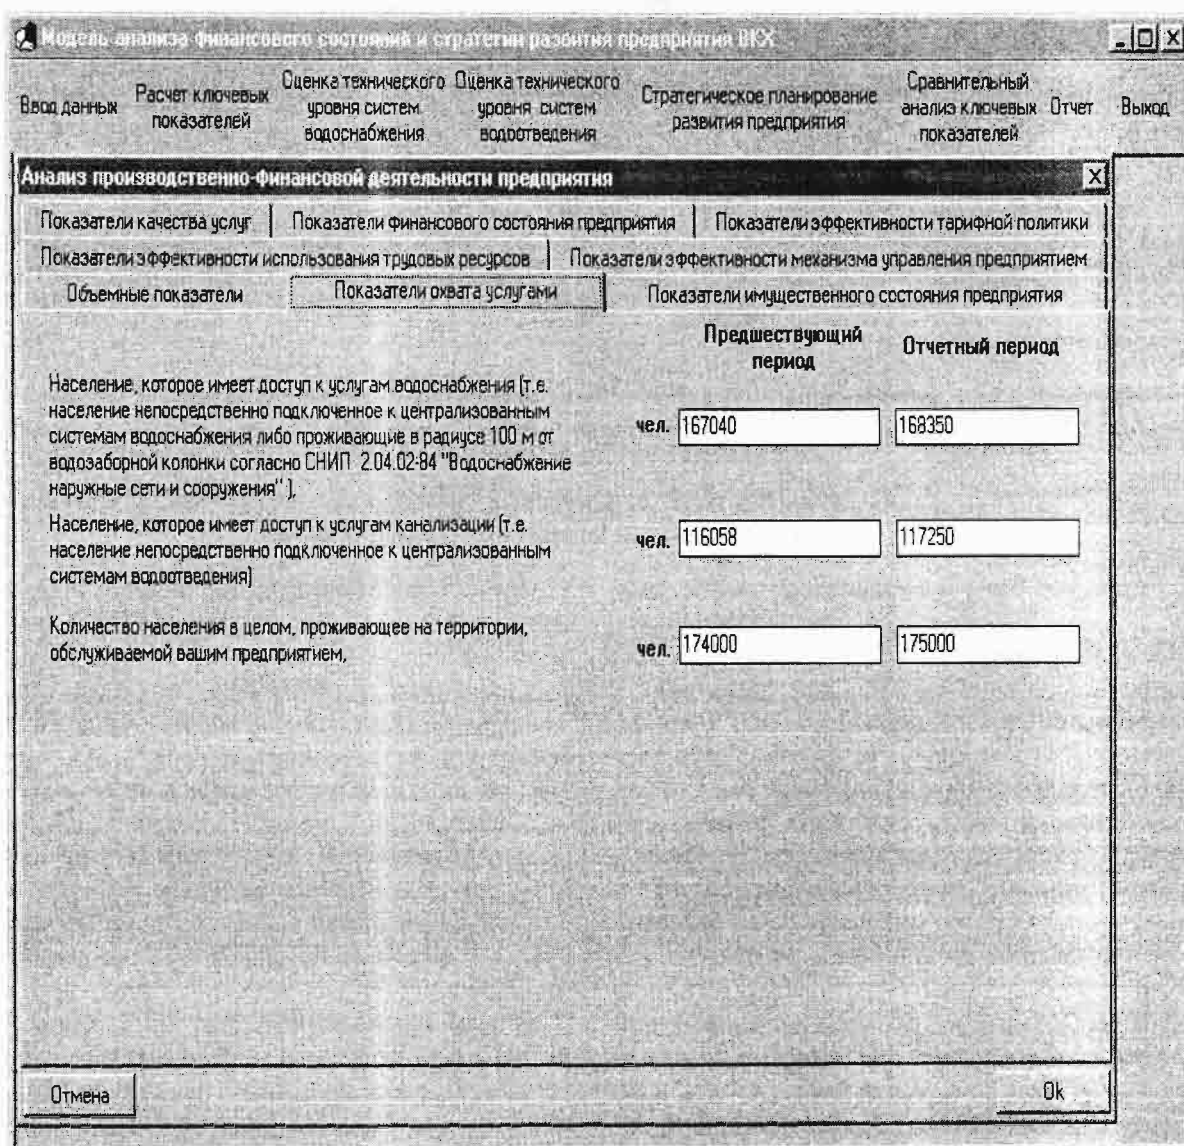 Модель анализа финансового состояния и стратегии развития предприятия ВКХ
Ввод данных
Расчет ключевых
показателей
Оценка технического
уровня систем
водоснабжения
Оценка технического
уровня систем
водоотведения
Стратегическое планирование
развития предприятия
Сравнительный
анализ ключевых
показателей
Отчет
Выход
Анализ производственно-финансовой деятельности предприятия
Показатели качества услуг
Показатели финансового состояния предприятия
Показатели эффективности тарифной политики
Показатели эффективности использования трудовых ресурсов
Показатели эффективности механизма управления предприятием
Объемные показатели
Показатели охвата услугами
Показатели имущественного состояния предприятия
Предшествующий
период
Отчетный период
Население, которое имеет доступ к услугам водоснабжения (т.е.
население непосредственно подключенное к централизованным
системам водоснабжения либо проживающие в радиусе 100 м от
водозаборной колонки согласно СНИП 2.04.02-84 "Водоснабжение
наружные сети и сооружения" ),
чел. 167040 168350
Население, которое имеет доступ к услугам канализации (т.е.
население непосредственно подключенное к централизованным
системам водоотведения)
чел. 116058 117250
Количество населения в целом, проживающее на территории,
обслуживаемой вашим предприятием,
чел. 174000 175000
Отмена
Ok